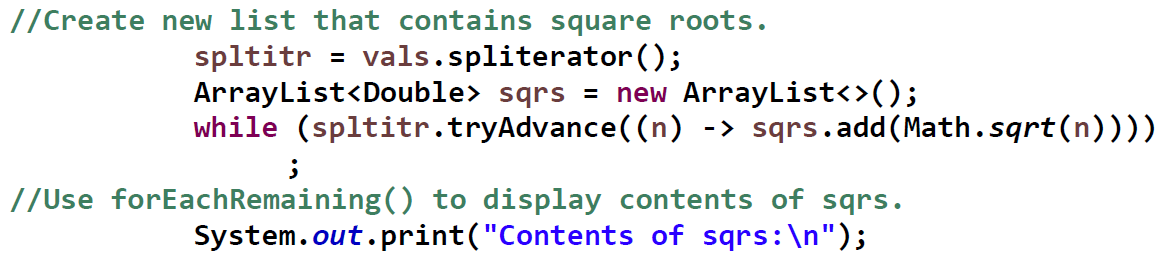 //Create new list that contains square roots.
spltitr = vals.spliterator();
ArrayList<Double> sqrs = new ArrayList<>();
while (spltitr.tryAdvance((n) -> sqrs.add(Math.sqrt(n))))
;
//Use forEachRemaining() to display contents of sqrs.
System.out.print("Contents of sqrs:\n");